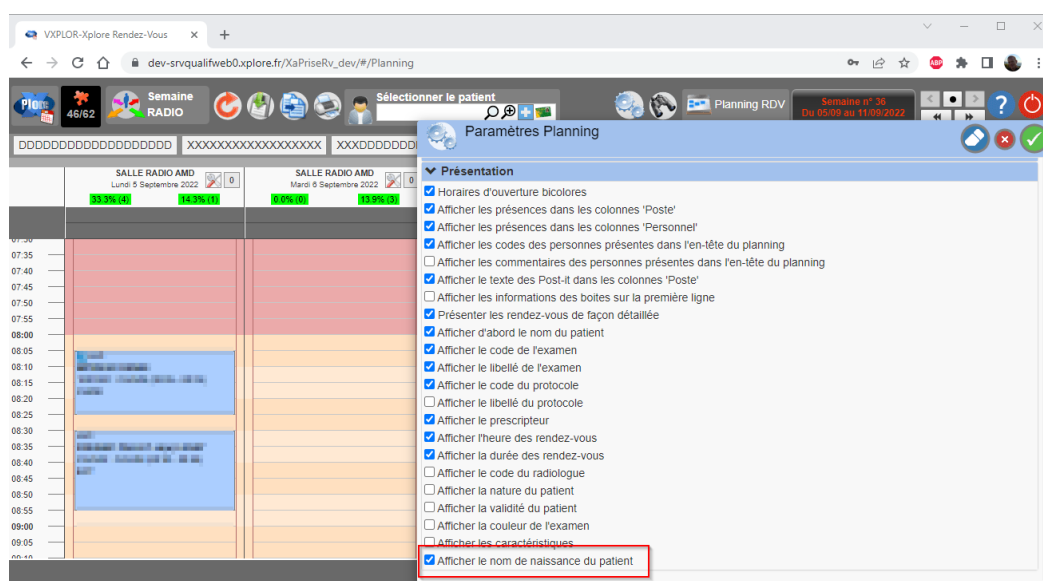 VXPLOR-Xplore Rendez-Vous
dev-srvqualifweb0.xplore.fr/XaPriseRv_dev/#/Planning
ABP
Plans
46/62
Semaine
RADIO
Sélectionner le patient
Planning RDV
Semaine n° 36
Du 05/09 au 11/09/2022
DDDDDDDDDDDDDDDDDDD
XXXXXXXXXXXXXXXXXXX
XXXDDDDDDD
Paramètres Planning
SALLE RADIO AMD
Lundi 5 Septembre 2022
0
33.3% (4)
14.3% (1)
SALLE RADIO AMD
Mardi 6 Septembre 2022
0
0.0% (0)
13.9% (3)
Présentation
Horaires d'ouverture bicolores
Afficher les présences dans les colonnes 'Poste'
Afficher les présences dans les colonnes 'Personnel'
Afficher les codes des personnes présentes dans l'en-tête du planning
Afficher les commentaires des personnes présentes dans l'en-tête du planning
Afficher le texte des Post-it dans les colonnes 'Poste'
Afficher les informations des boites sur la première ligne
Présenter les rendez-vous de façon détaillée
Afficher d'abord le nom du patient
Afficher le code de l'examen
Afficher le libellé de l'examen
Afficher le code du protocole
Afficher le libellé du protocole
Afficher le prescripteur
Afficher l'heure des rendez-vous
Afficher la durée des rendez-vous
Afficher le code du radiologue
Afficher la nature du patient
Afficher la validité du patient
Afficher la couleur de l'examen
Afficher les caractéristiques
Afficher le nom de naissance du patient
07:30
07:35
07:40
07:45
07:50
07:55
08:00
08:05
08:10
08:15
08:20
08:25
08:30
08:35
08:40
08:45
08:50
08:55
09:00
09:05
09:10